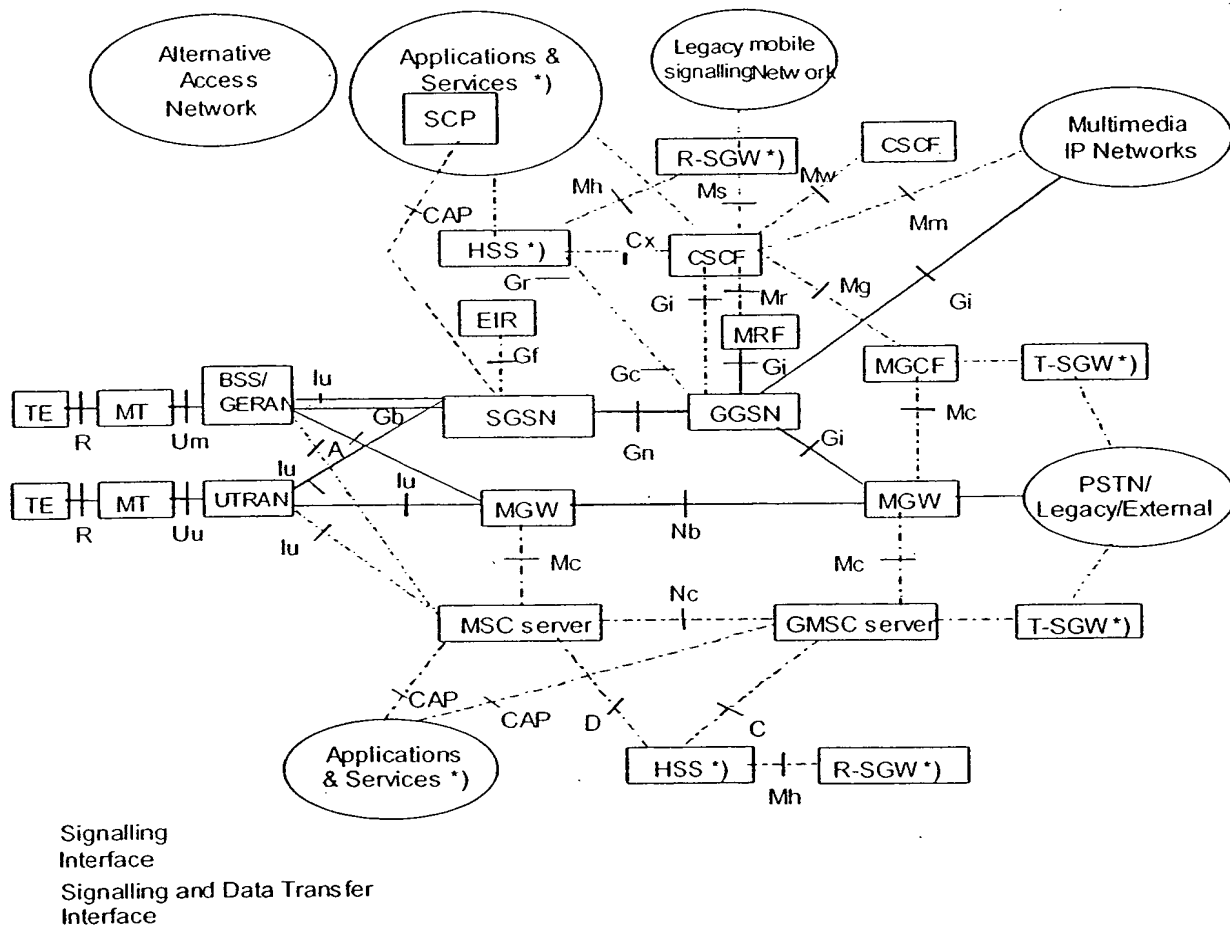 Alternative
Access
Network
Applications &
Services *)
SCP
Legacy mobile
signalling Network
R-SGW *)
CSCF
Multimedia
IP Networks
CAP
Mh
Ms
Mw
Mm
HSS *)
Cx
CSCF
Gr
Gi
Mr
Mg
Gi
EIR
MRF
Gf
Gc
Gi
MGCF
T-SGW *)
TE
R
MT
Um
BSS/
GERAN
Iu
Gb
SGSN
Gn
GGSN
Mc
A
Gi
Iu
Iu
TE
R
MT
Uu
UTRAN
Iu
MGW
Nb
MGW
PSTN/
Legacy/External
Mc
Mc
Nc
MSC server
GMSC server
T-SGW *)
CAP
CAP
D
C
Applications
& Services *)
HSS *)
Mh
R-SGW *)
Signalling
Interface
Signalling and Data Transfer
Interface